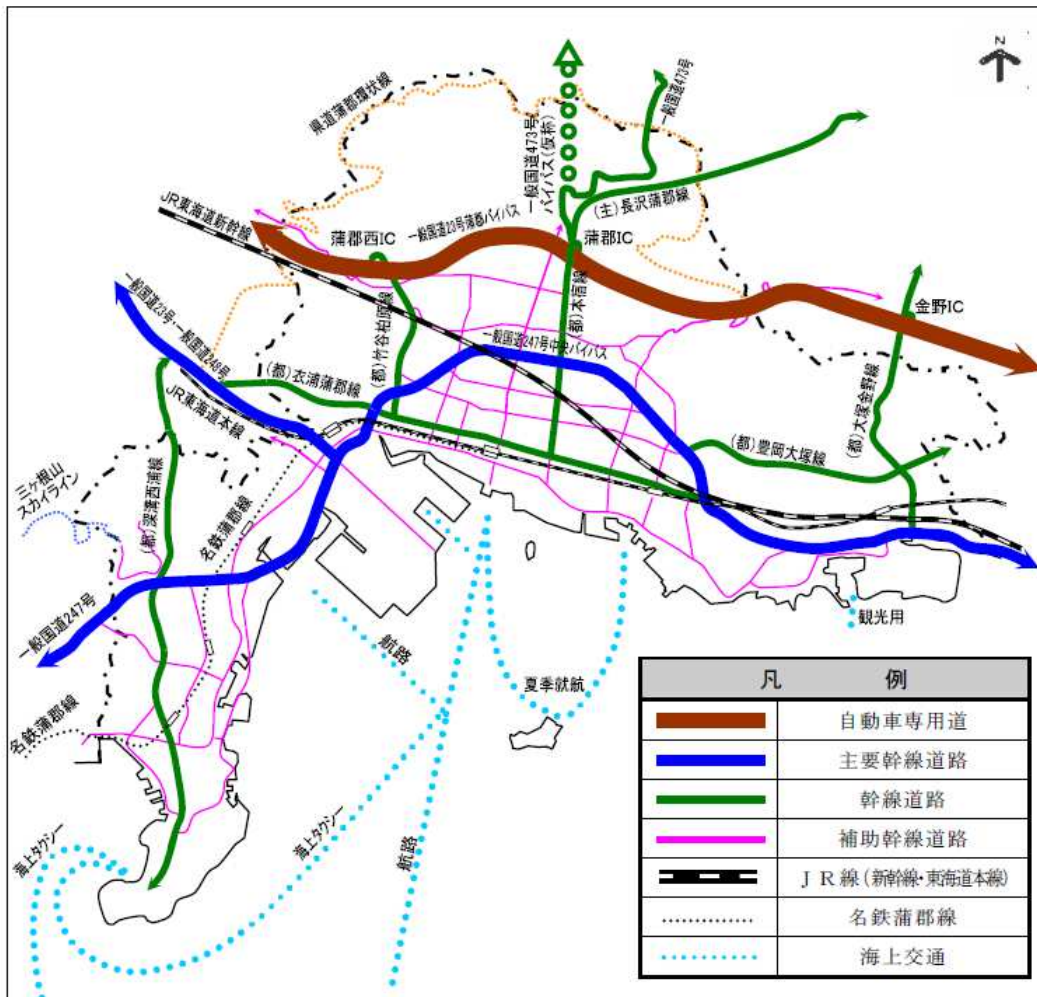 N
県道蒲郡環状線
一般国道473号
一般国道473号
バイパス(仮称)
(主)長沢蒲郡線
JR東海道新幹線
蒲郡西IC
一般国道23号蒲郡バイパス
蒲郡IC
金野IC
一般国道23号・一般国道248号
(都)竹谷柏原線
(都)本宿線
一般国道247号中央バイパス
(都)衣浦蒲郡線
JR東海道本線
(都)豊岡大塚線
(都)大塚金野線
三ヶ根山
スカイライン
(都)深溝西浦線
名鉄蒲郡線
一般国道247号
航路
観光用
夏季就航
名鉄蒲郡線
海上タクシー
海上タクシー
航路
凡 例
自動車専用道
主要幹線道路
幹線道路
補助幹線道路
JR線(新幹線・東海道本線)
名鉄蒲郡線
海上交通